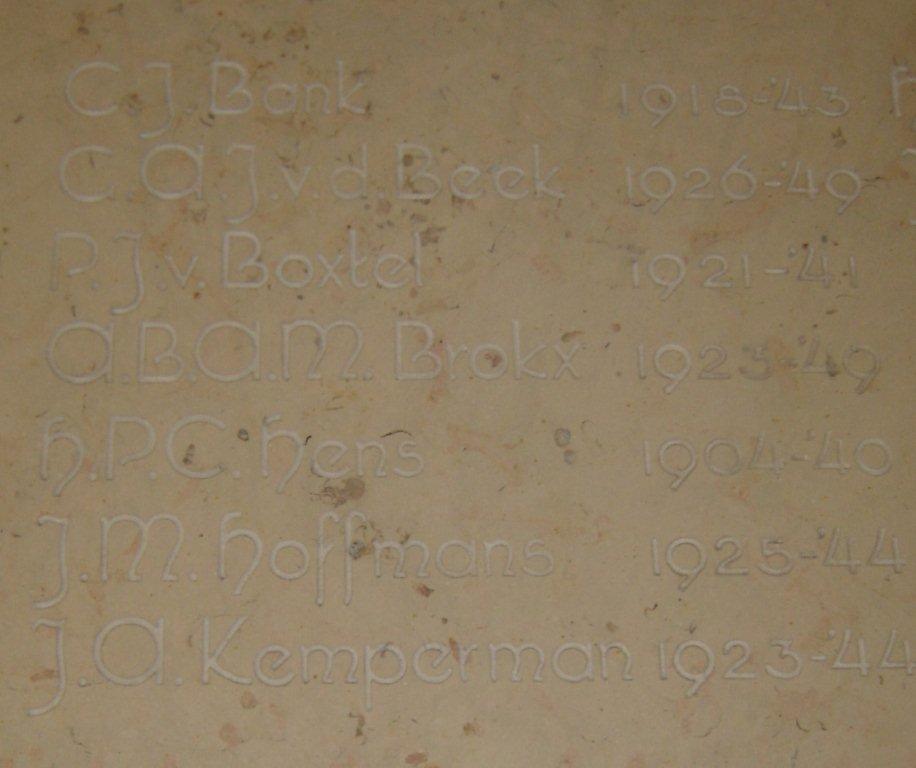 C.J. Bank 1918-'43
C.A.J.v.d. Beek 1926-'49
P.J.v. Boxtel 1921-'41
A.B.A.M. Brokx 1923-'49
H.P.C. Hens 1904-'40
J.M. Hoffmans 1925-'44
J.A. Kemperman 1923-'44